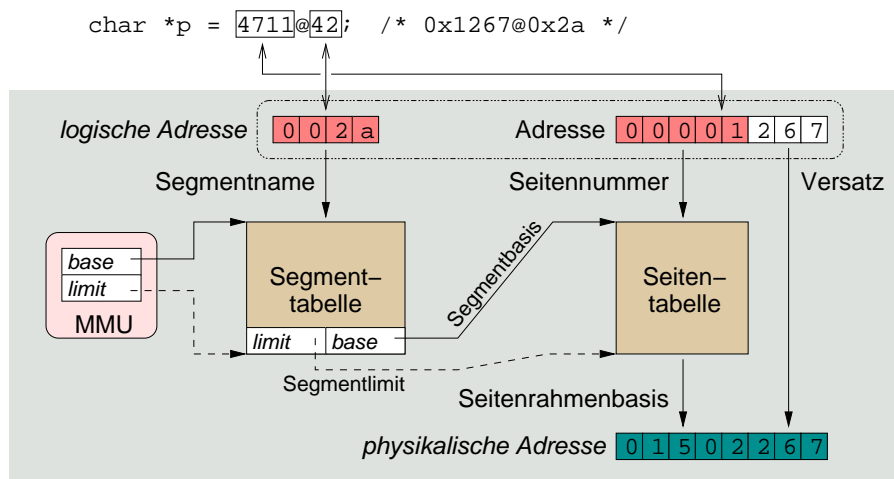 char *p = 4711@42; /* 0x1267@0x2a */
logische Adresse 0 0 2 a Adresse 0 0 0 0 1 2 6 7
Segmentname Seitennummer Versatz
base
limit
MMU
Segment–
tabelle
limit base
Segmentbasis
Segmentlimit
Seiten–
tabelle
Seitenrahmenbasis
physikalische Adresse 0 1 5 0 2 2 6 7